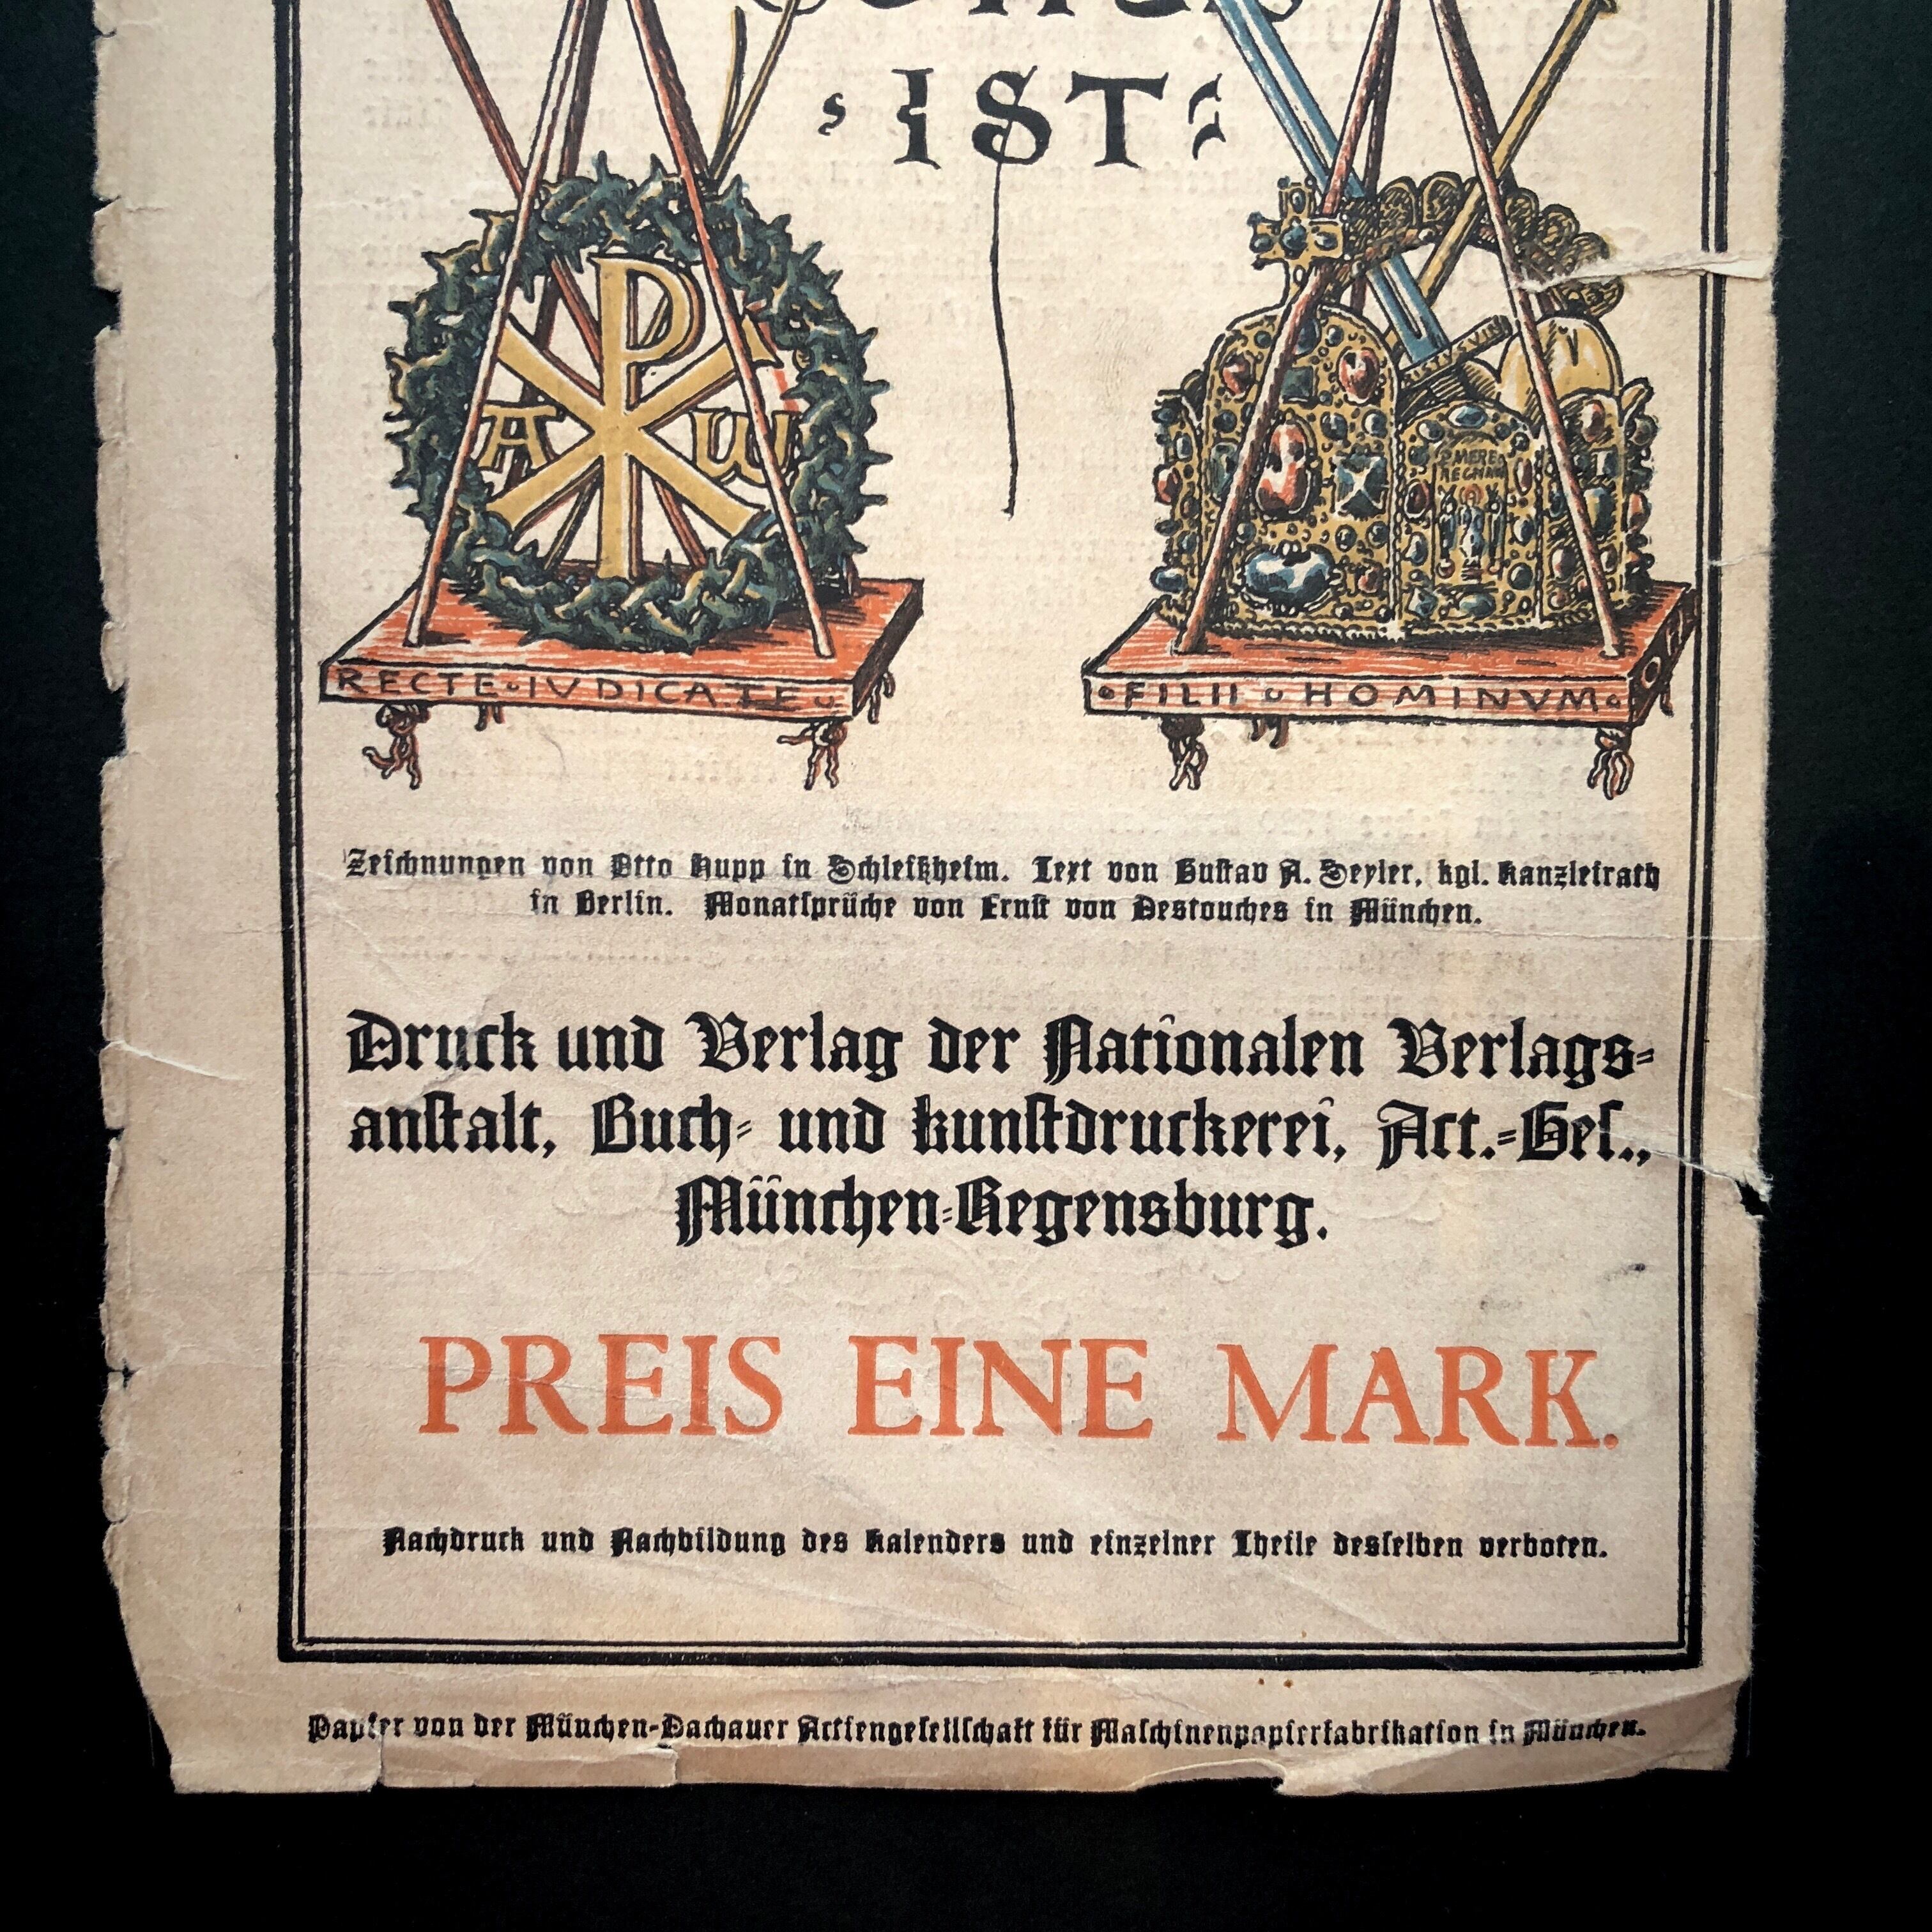 IST
A P ω
P ME REX
REGNAN
RECTE IVDICATE
FILII HOMINVM
Zeichnungen von Otto Hupp in Schleißheim. Text von Gustav A. Seyler, kgl. Kanzleirath
in Berlin. Monatsprüche von Ernst von Destouches in München.
Druck und Verlag der Nationalen Verlags-
anstalt, Buch- und Kunstdruckerei, Act.-Ges.,
München-Regensburg.
PREIS EINE MARK.
Nachdruck und Nachbildung des Kalenders und einzelner Theile desselben verboten.
Papier von der München-Dachauer Actiengesellschaft für Maschinenpapierfabrikation in München.